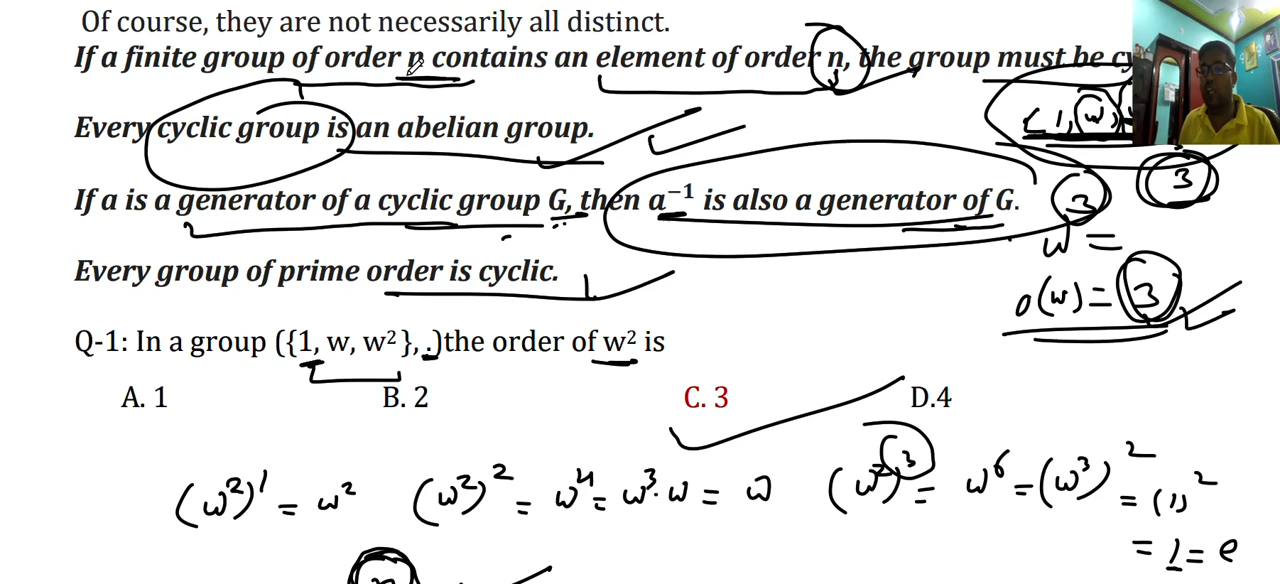 Of course, they are not necessarily all distinct.
If a finite group of order n contains an element of order n, the group must be cy
Every cyclic group is an abelian group.
(1, w,
3
If a is a generator of a cyclic group G, then a⁻¹ is also a generator of G.
w³ =
Every group of prime order is cyclic.
o(w) = 3
Q-1: In a group ({1, w, w²}, .)the order of w² is
A. 1 B. 2 C. 3 D.4
(w²)¹ = w² (w²)² = w⁴ = w³. w = w (w²)³ = w⁶ = (w³)² = (1)²
= 1 = e